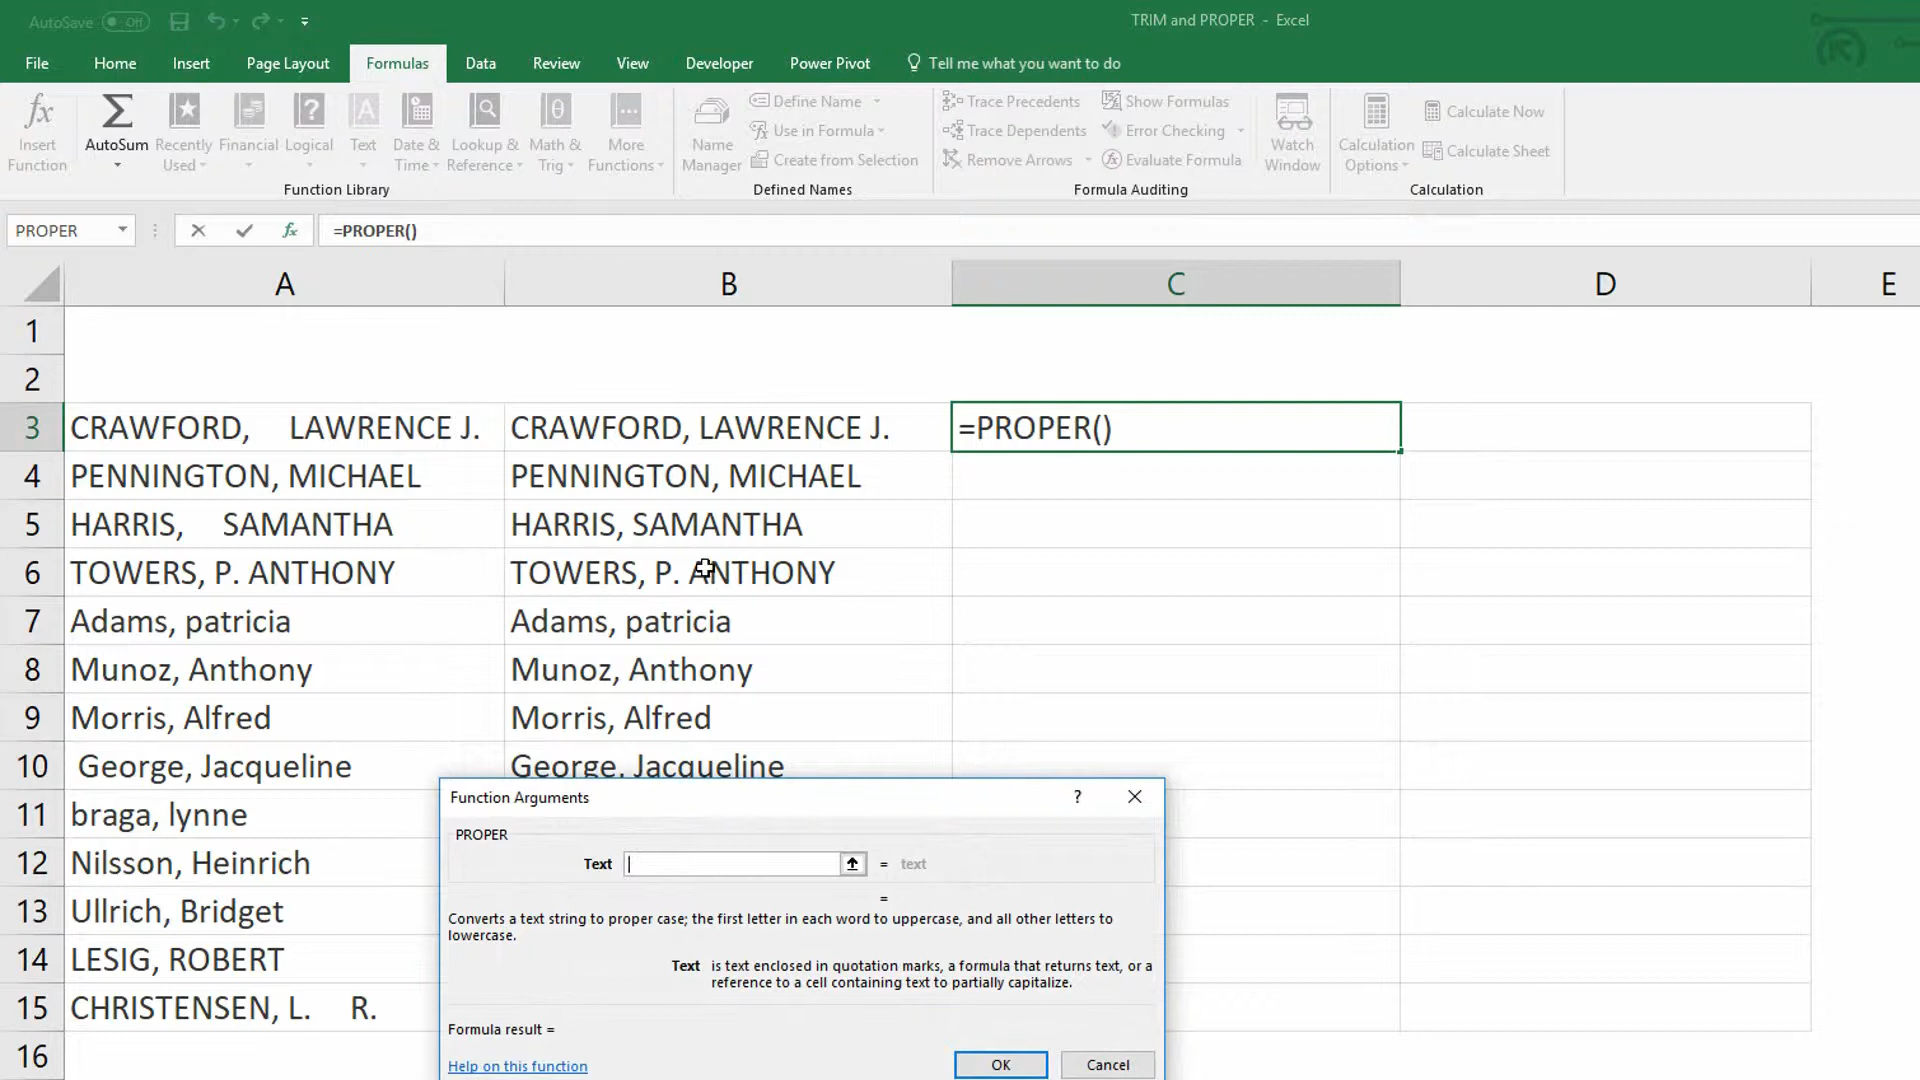 AutoSave Off
TRIM and PROPER - Excel
File Home Insert Page Layout Formulas Data Review View Developer Power Pivot Tell me what you want to do
Insert Function
AutoSum
Recently Used
Financial
Logical
Text
Date & Time
Lookup & Reference
Math & Trig
More Functions
Function Library
Name Manager
Define Name
Use in Formula
Create from Selection
Defined Names
Trace Precedents
Trace Dependents
Remove Arrows
Show Formulas
Error Checking
Evaluate Formula
Formula Auditing
Watch Window
Calculation Options
Calculate Now
Calculate Sheet
Calculation
PROPER fx =PROPER()
A B C D E
1
2
3 CRAWFORD, LAWRENCE J. CRAWFORD, LAWRENCE J. =PROPER()
4 PENNINGTON, MICHAEL PENNINGTON, MICHAEL
5 HARRIS, SAMANTHA HARRIS, SAMANTHA
6 TOWERS, P. ANTHONY TOWERS, P. ANTHONY
7 Adams, patricia Adams, patricia
8 Munoz, Anthony Munoz, Anthony
9 Morris, Alfred Morris, Alfred
10 George, Jacqueline George, Jacqueline
11 braga, lynne
12 Nilsson, Heinrich
13 Ullrich, Bridget
14 LESIG, ROBERT
15 CHRISTENSEN, L. R.
16
Function Arguments ?
PROPER
Text = text
=
Converts a text string to proper case; the first letter in each word to uppercase, and all other letters to
lowercase.
Text is text enclosed in quotation marks, a formula that returns text, or a
reference to a cell containing text to partially capitalize.
Formula result =
Help on this function
OK Cancel